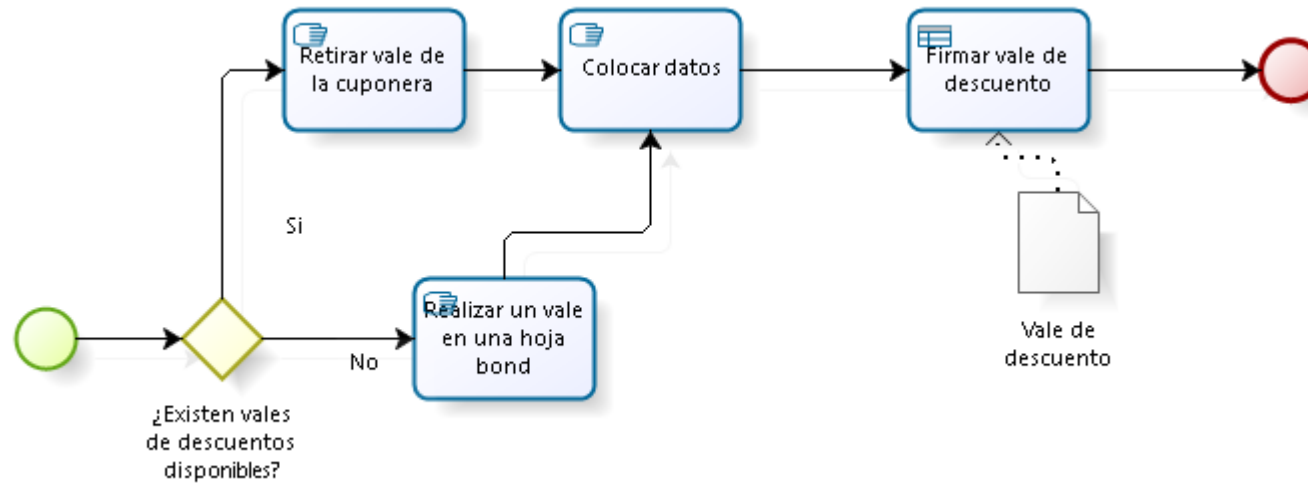 Retirar vale de
la cuponera
Colocar datos
Firmar vale de
descuento
Si
Realizar un vale
en una hoja
bond
No
Vale de
descuento
¿Existen vales
de descuentos
disponibles?